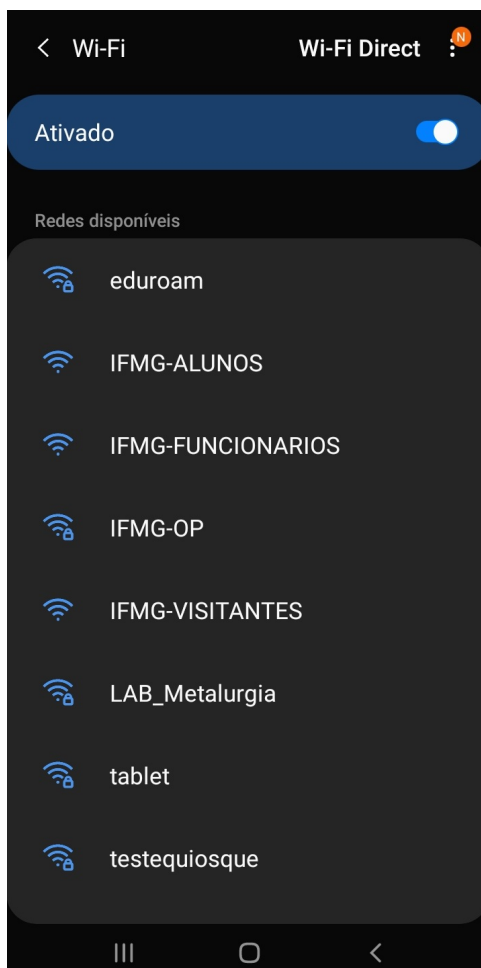 Wi-Fi Wi-Fi Direct N
Ativado
Redes disponíveis
eduroam
IFMG-ALUNOS
IFMG-FUNCIONARIOS
IFMG-OP
IFMG-VISITANTES
LAB_Metalurgia
tablet
testequiosque